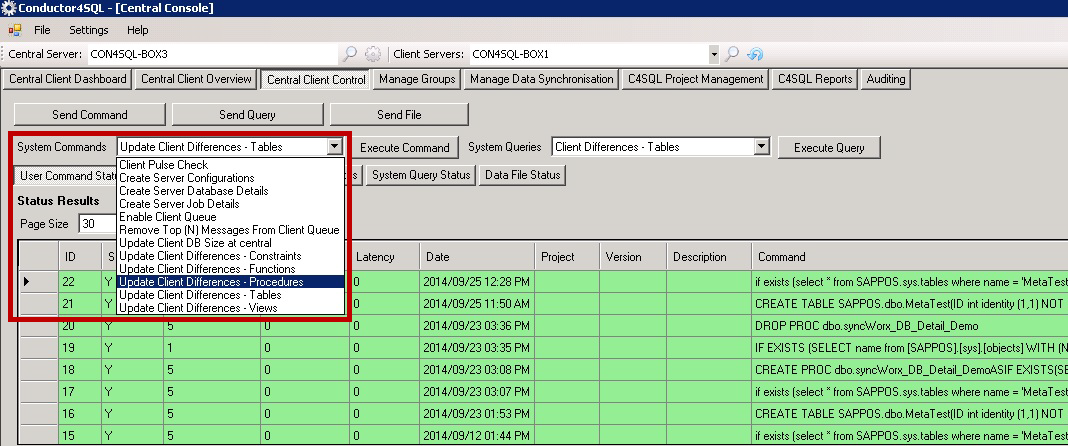 Conductor4SQL - [Central Console]
File Settings Help
Central Server: CON4SQL-BOX3 Client Servers: CON4SQL-BOX1
Central Client Dashboard Central Client Overview Central Client Control Manage Groups Manage Data Synchronisation C4SQL Project Management C4SQL Reports Auditing
Send Command Send Query Send File
System Commands Update Client Differences - Tables Execute Command System Queries Client Differences - Tables Execute Query
Client Pulse Check
Create Server Configurations
Create Server Database Details
Create Server Job Details
Enable Client Queue
Remove Top (N) Messages From Client Queue
Update Client DB Size at central
Update Client Differences - Constraints
Update Client Differences - Functions
Update Client Differences - Procedures
Update Client Differences - Tables
Update Client Differences - Views
User Command Statu System Query Status Data File Status
Status Results
Page Size 30
ID S Latency Date Project Version Description Command
22 Y 0 2014/09/25 12:28 PM if exists (select * from SAPPOS.sys.tables where name = 'MetaTest
21 Y 0 2014/09/25 11:50 AM CREATE TABLE SAPPOS.dbo.MetaTest(ID int identity (1,1) NOT
20 Y 5 0 0 2014/09/23 03:36 PM DROP PROC dbo.syncWorx_DB_Detail_Demo
19 Y 1 0 0 2014/09/23 03:35 PM IF EXISTS (SELECT name from [SAPPOS].[sys].[objects] WITH (N
18 Y 5 0 0 2014/09/23 03:08 PM CREATE PROC dbo.syncWorx_DB_Detail_DemoASIF EXISTS(SE
17 Y 5 0 0 2014/09/23 03:07 PM if exists (select * from SAPPOS.sys.tables where name = 'MetaTest
16 Y 5 0 0 2014/09/23 01:53 PM CREATE TABLE SAPPOS.dbo.MetaTest(ID int identity (1,1) NOT
15 Y 5 0 0 2014/09/12 01:44 PM if exists (select * from SAPPOS.sys.tables where name = 'MetaTest